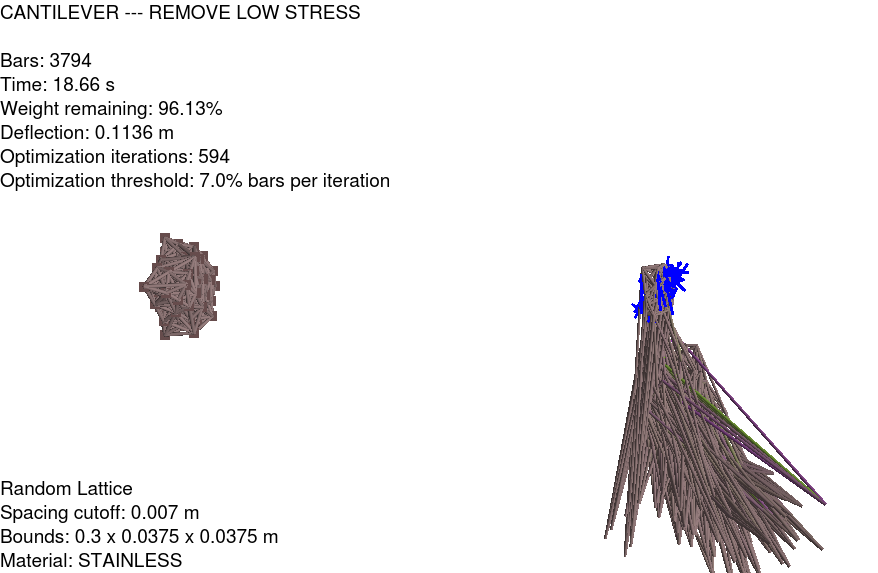 CANTILEVER --- REMOVE LOW STRESS
Bars: 3794
Time: 18.66 s
Weight remaining: 96.13%
Deflection: 0.1136 m
Optimization iterations: 594
Optimization threshold: 7.0% bars per iteration
Random Lattice
Spacing cutoff: 0.007 m
Bounds: 0.3 x 0.0375 x 0.0375 m
Material: STAINLESS